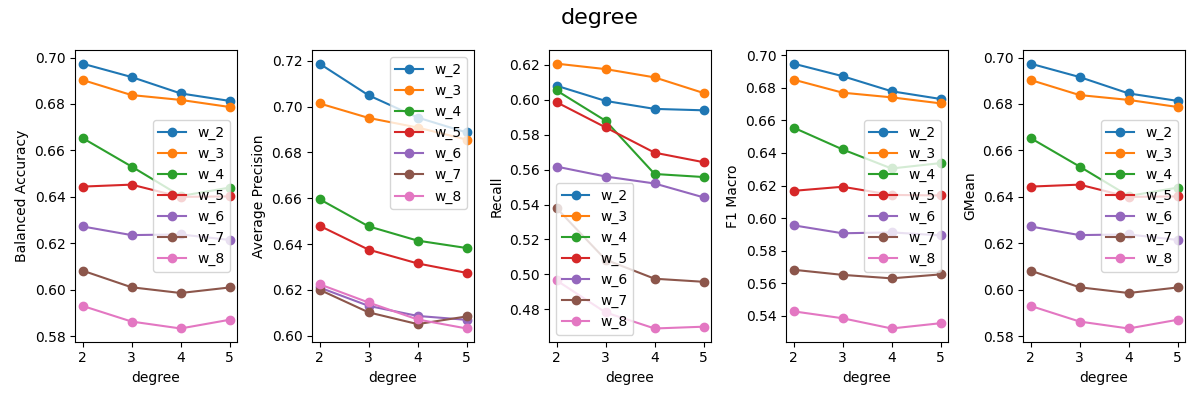 degree
Balanced Accuracy
0.70
0.68
0.66
0.64
0.62
0.60
0.58
2 3 4 5
degree
w_2
w_3
w_4
w_5
w_6
w_7
w_8
Average Precision
0.72
0.70
0.68
0.66
0.64
0.62
0.60
2 3 4 5
degree
w_2
w_3
w_4
w_5
w_6
w_7
w_8
Recall
0.62
0.60
0.58
0.56
0.54
0.52
0.50
0.48
2 3 4 5
degree
w_2
w_3
w_4
w_5
w_6
w_7
w_8
F1 Macro
0.70
0.68
0.66
0.64
0.62
0.60
0.58
0.56
0.54
2 3 4 5
degree
w_2
w_3
w_4
w_5
w_6
w_7
w_8
GMean
0.70
0.68
0.66
0.64
0.62
0.60
0.58
2 3 4 5
degree
w_2
w_3
w_4
w_5
w_6
w_7
w_8